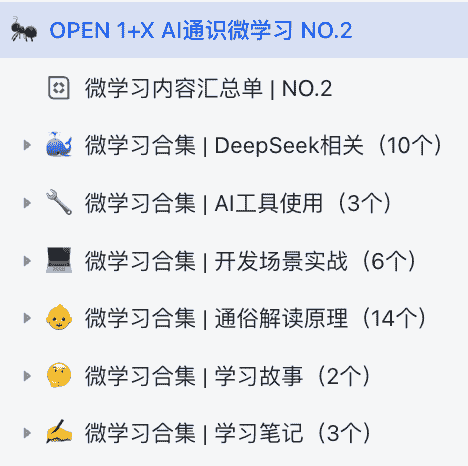 OPEN 1+X AI通识微学习 NO.2
微学习内容汇总单 | NO.2
微学习合集 | DeepSeek相关（10个）
微学习合集 | AI工具使用（3个）
微学习合集 | 开发场景实战（6个）
微学习合集 | 通俗解读原理（14个）
微学习合集 | 学习故事（2个）
微学习合集 | 学习笔记（3个）